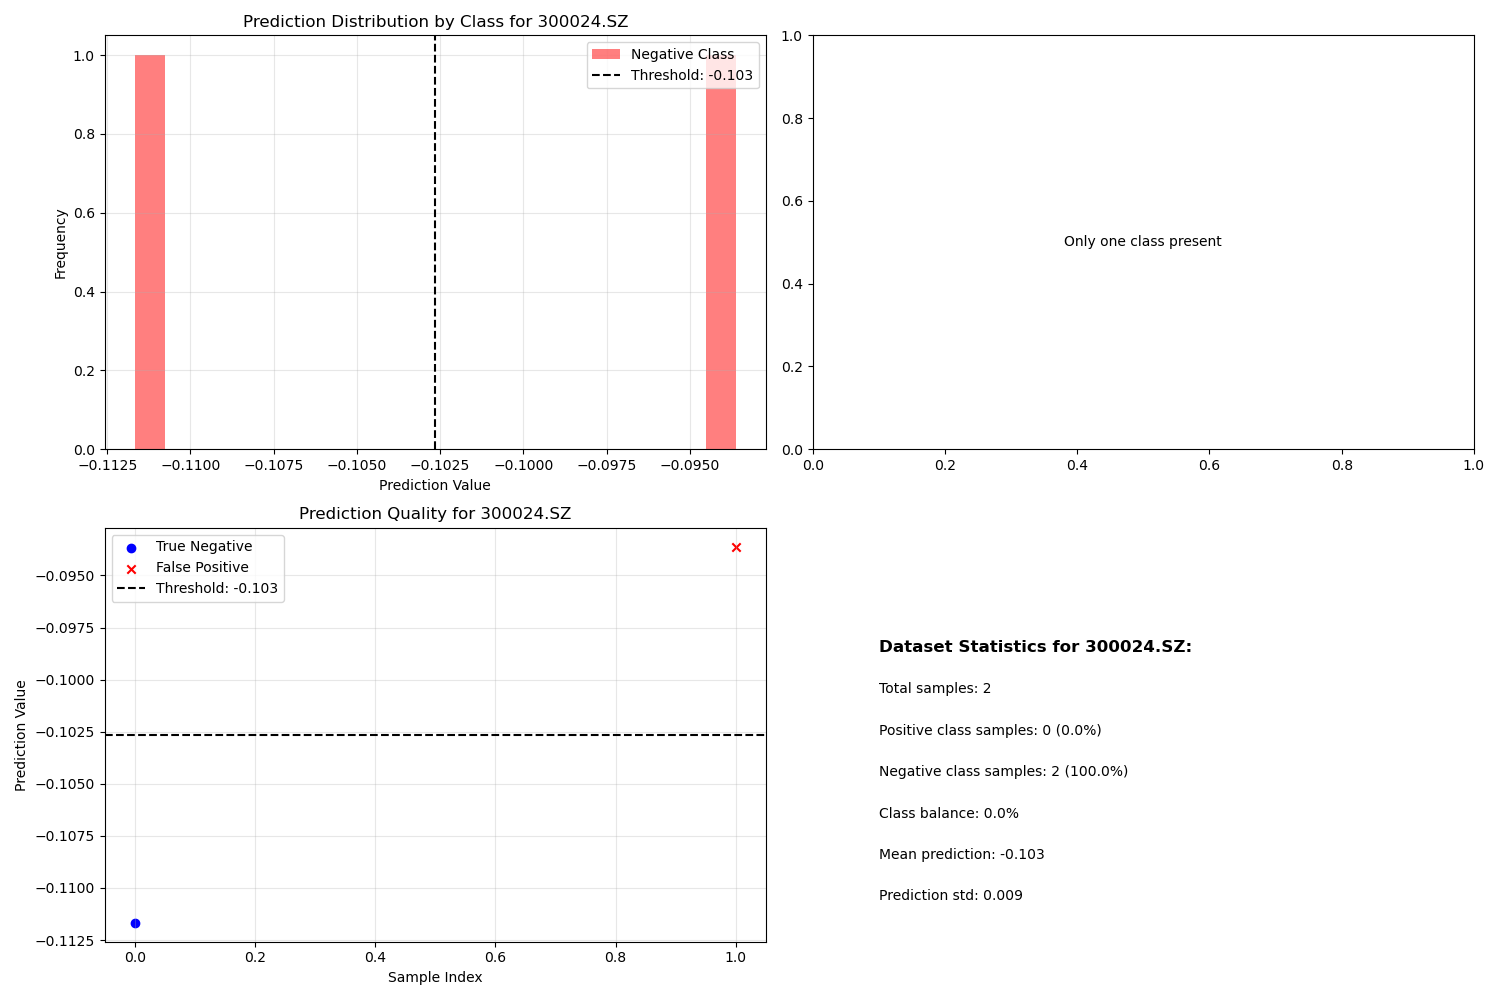 Prediction Distribution by Class for 300024.SZ
1.0
0.8
0.6
0.4
0.2
0.0
Frequency
Negative Class
Threshold: -0.103
−0.1125
−0.1100
−0.1075
−0.1050
−0.1025
−0.1000
−0.0975
−0.0950
Prediction Value
1.0
0.8
0.6
0.4
0.2
0.0
Only one class present
0.0
0.2
0.4
0.6
0.8
1.0
Prediction Quality for 300024.SZ
True Negative
False Positive
Threshold: -0.103
−0.0950
−0.0975
−0.1000
−0.1025
−0.1050
−0.1075
−0.1100
−0.1125
Prediction Value
0.0
0.2
0.4
0.6
0.8
1.0
Sample Index
Dataset Statistics for 300024.SZ:
Total samples: 2
Positive class samples: 0 (0.0%)
Negative class samples: 2 (100.0%)
Class balance: 0.0%
Mean prediction: -0.103
Prediction std: 0.009